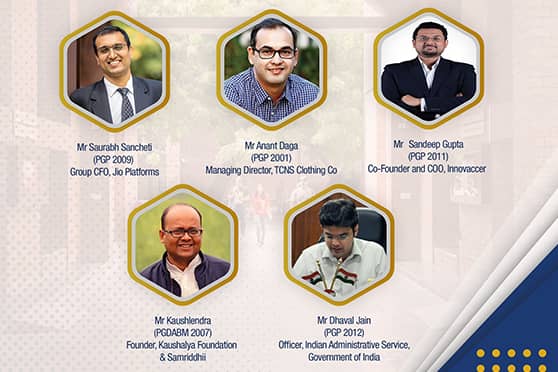 Mr Saurabh Sancheti
(PGP 2009)
Group CFO, Jio Platforms
Mr Anant Daga
(PGP 2001)
Managing Director, TCNS Clothing Co
Mr Sandeep Gupta
(PGP 2011)
Co-Founder and COO, Innovaccer
Mr Kaushlendra
(PGDABM 2007)
Founder, Kaushalya Foundation
& Samriddhii
Mr Dhaval Jain
(PGP 2012)
Officer, Indian Administrative Service,
Government of India